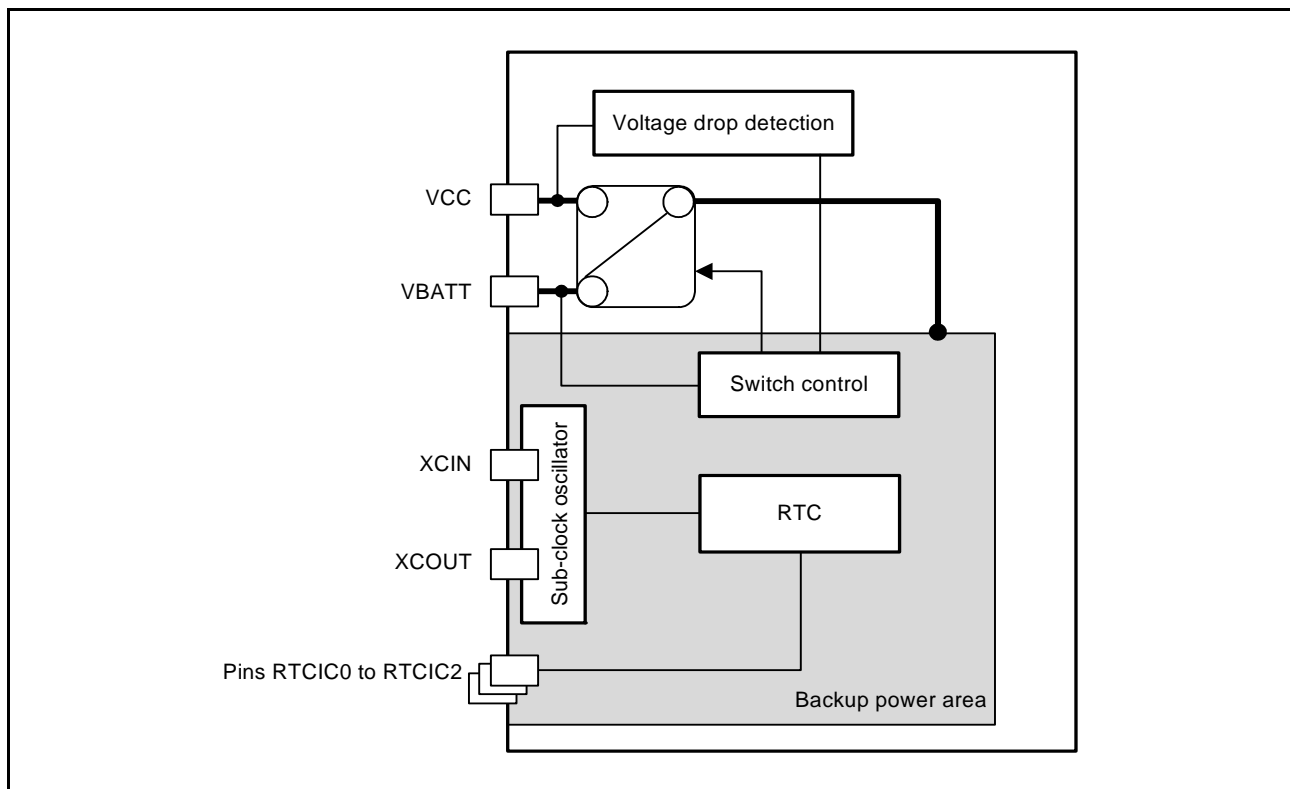 Voltage drop detection
VCC
VBATT
Switch control
XCIN
Sub-clock oscillator
RTC
XCOUT
Pins RTCIC0 to RTCIC2
Backup power area